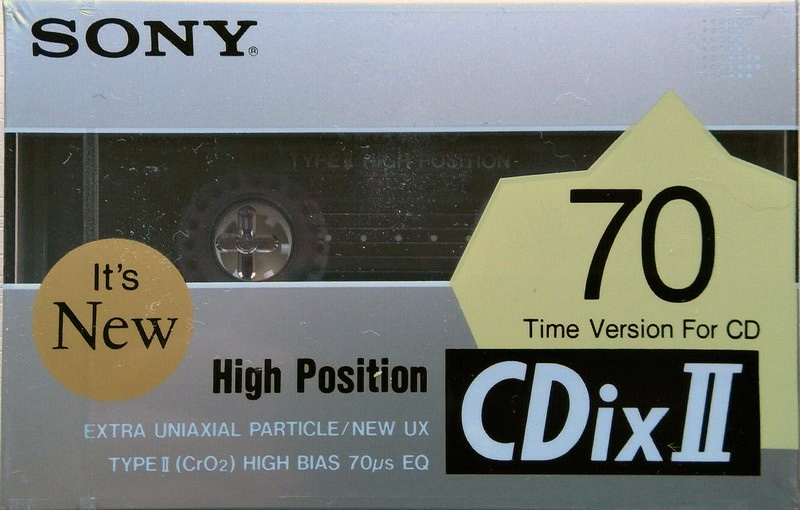 SONY®
TYPE II HIGH POSITION
70
Time Version For CD
It's
New
High Position
CDix II
EXTRA UNIAXIAL PARTICLE/NEW UX
TYPE II (CrO2) HIGH BIAS 70µs EQ